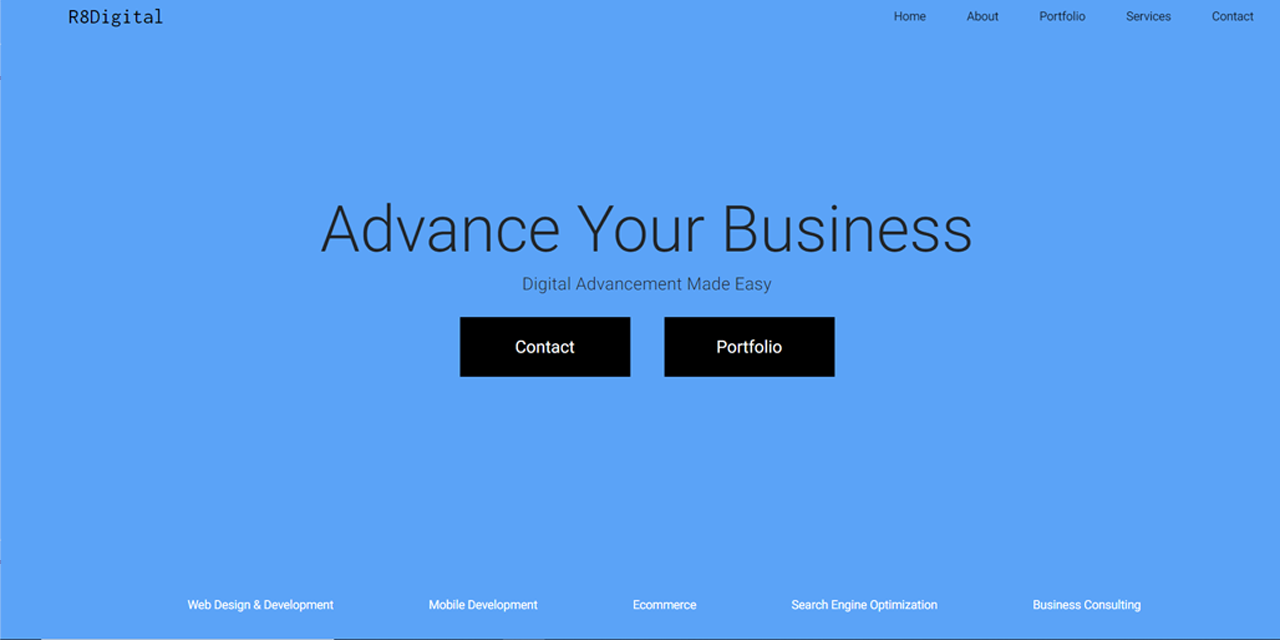 R8Digital
Home About Portfolio Services Contact
Advance Your Business
Digital Advancement Made Easy
Contact Portfolio
Web Design & Development Mobile Development Ecommerce Search Engine Optimization Business Consulting